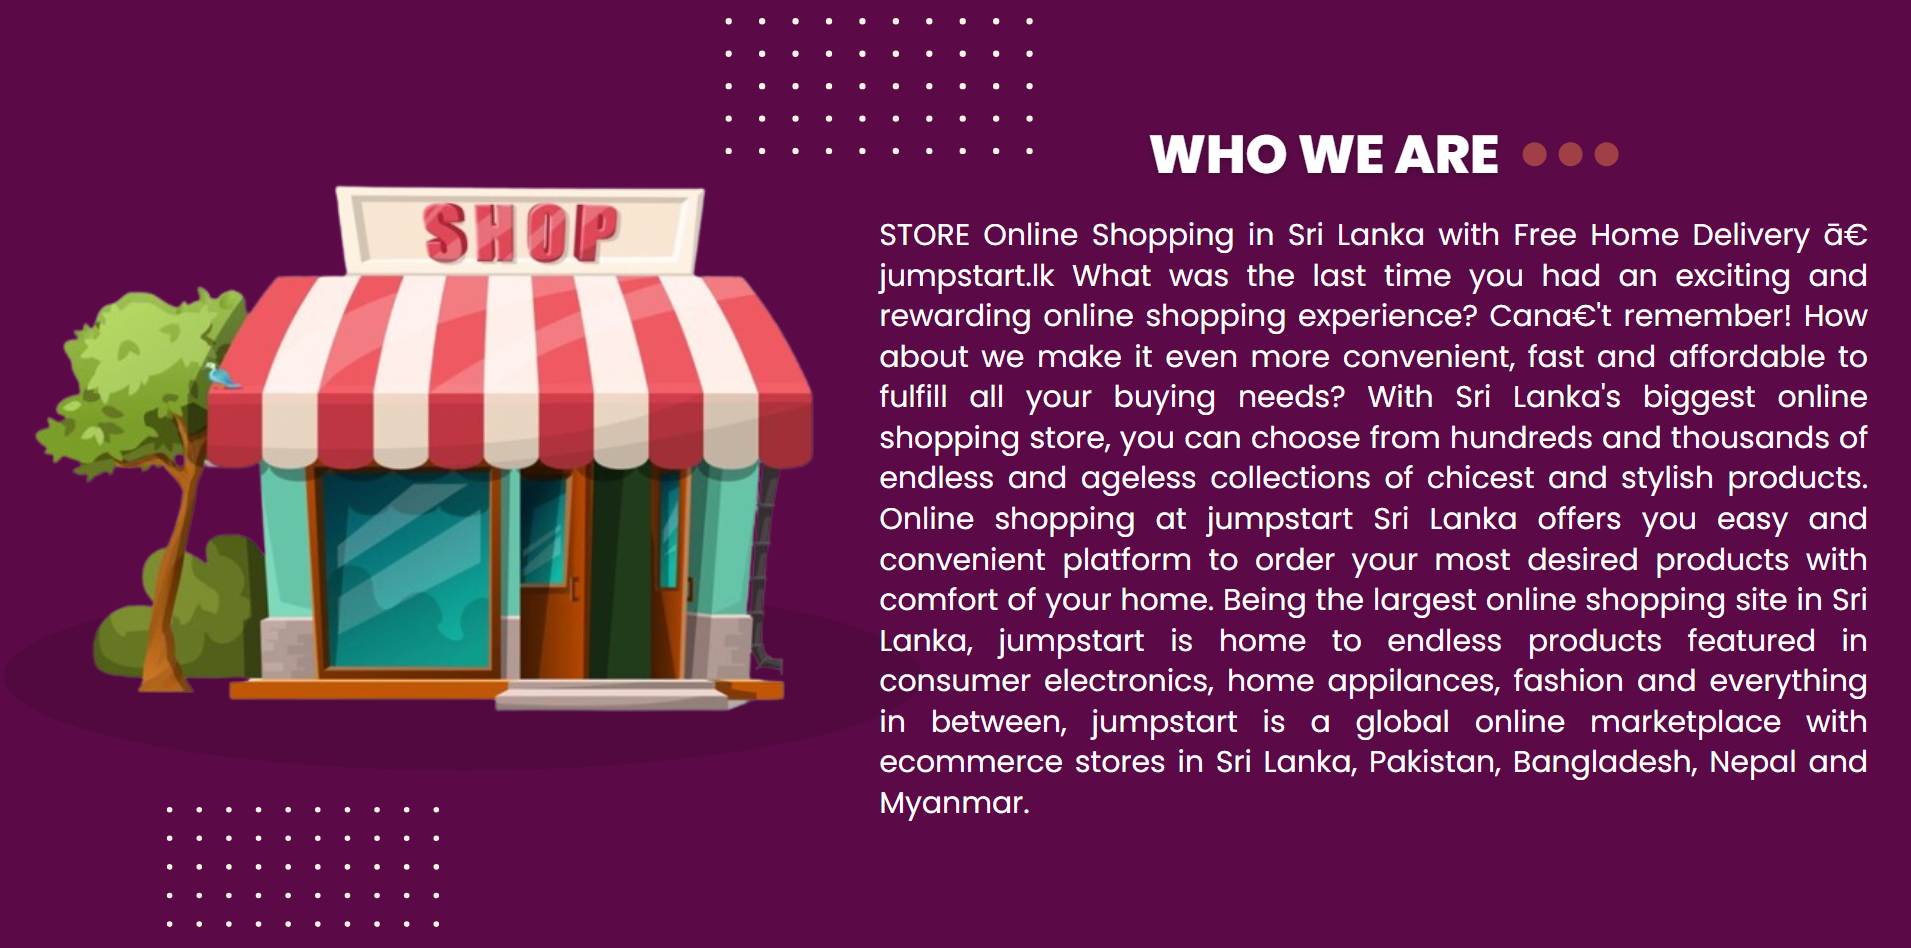 SHOP
WHO WE ARE
STORE Online Shopping in Sri Lanka with Free Home Delivery ā€
jumpstart.lk What was the last time you had an exciting and
rewarding online shopping experience? Cana€'t remember! How
about we make it even more convenient, fast and affordable to
fulfill all your buying needs? With Sri Lanka's biggest online
shopping store, you can choose from hundreds and thousands of
endless and ageless collections of chicest and stylish products.
Online shopping at jumpstart Sri Lanka offers you easy and
convenient platform to order your most desired products with
comfort of your home. Being the largest online shopping site in Sri
Lanka, jumpstart is home to endless products featured in
consumer electronics, home appilances, fashion and everything
in between, jumpstart is a global online marketplace with
ecommerce stores in Sri Lanka, Pakistan, Bangladesh, Nepal and
Myanmar.